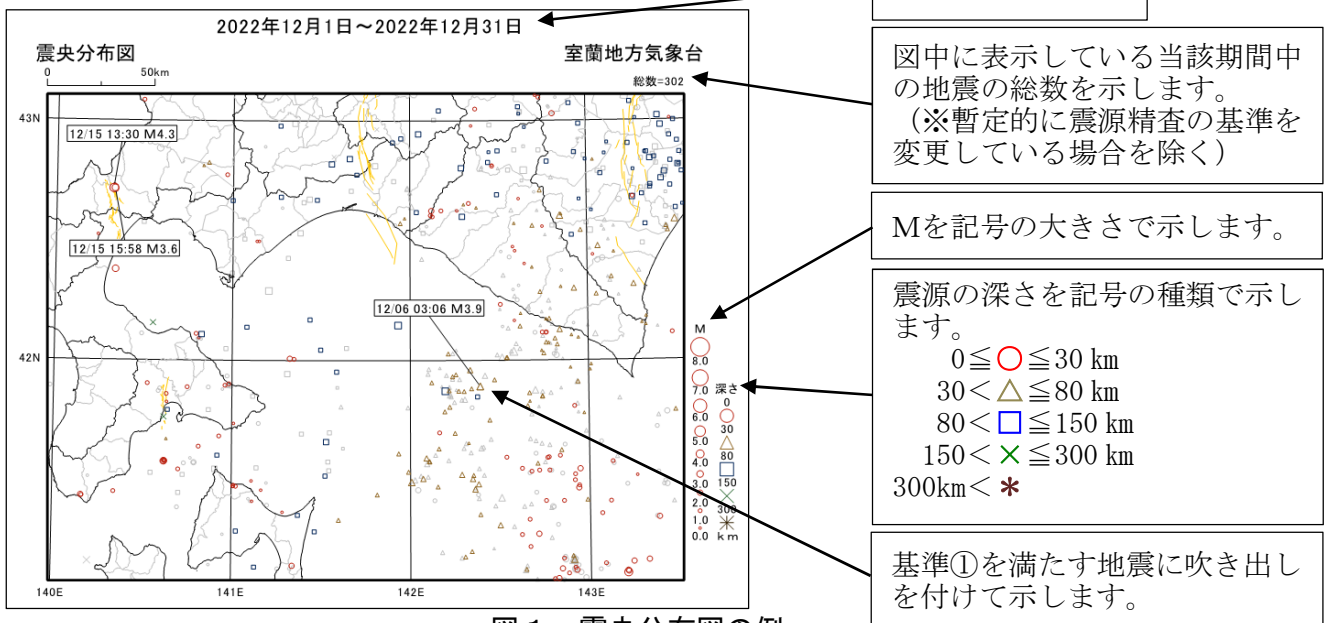 2022年12月1日～2022年12月31日
震央分布図
室蘭地方気象台
0 50km
総数=302
43N
42N
12/15 13:30 M4.3
12/15 15:58 M3.6
12/06 03:06 M3.9
140E 141E 142E 143E
M
8.0
7.0
6.0
5.0
4.0
3.0
2.0
1.0
0.0
深さ
0
30
80
150
300
km
図中に表示している当該期間中
の地震の総数を示します。
（※暫定的に震源精査の基準を
変更している場合を除く）
Mを記号の大きさで示します。
震源の深さを記号の種類で示し
ます。
0≦○≦30 km
30＜△≦80 km
80＜□≦150 km
150＜×≦300 km
300km＜＊
基準①を満たす地震に吹き出し
を付けて示します。